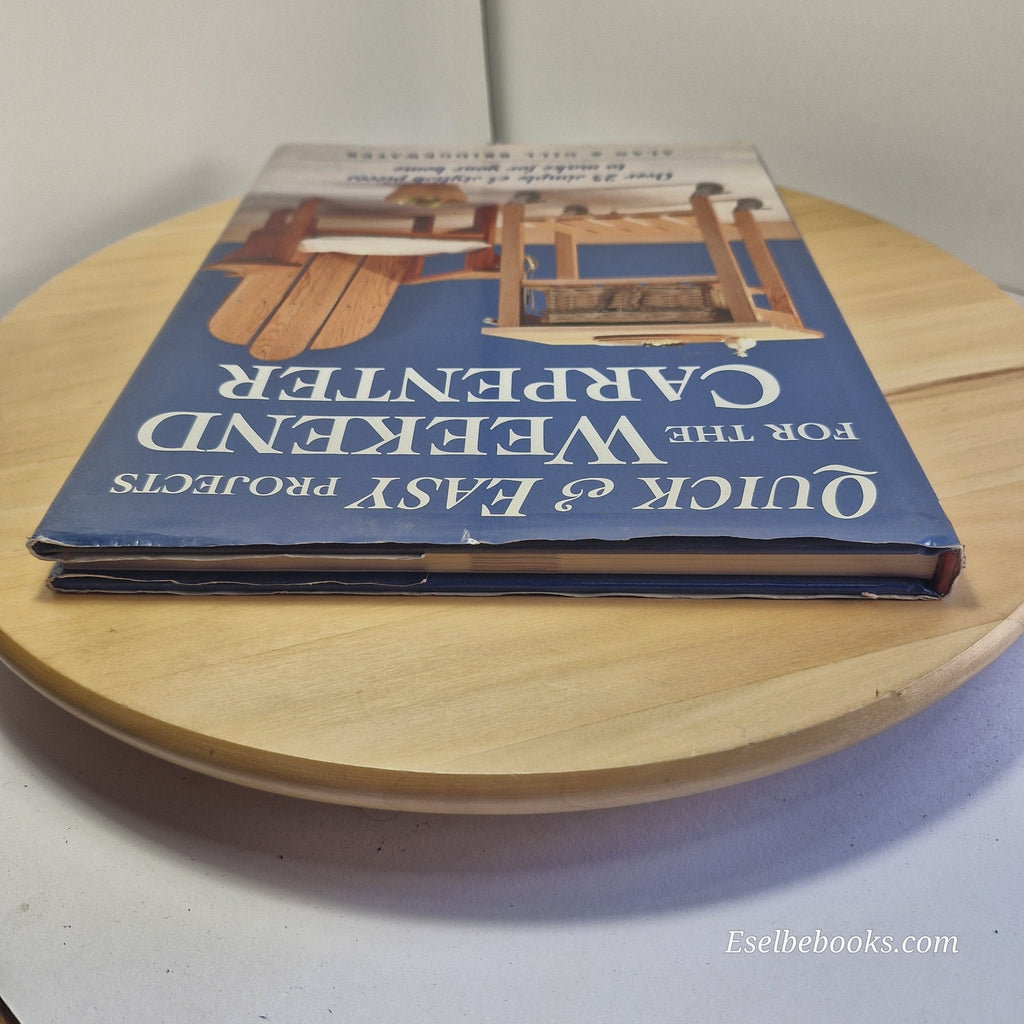 QUICK & EASY PROJECTS
FOR THE WEEKEND
CARPENTER
Over 23 simple & stylish pieces
to make for your home
ALAN & GILL BRIDGEWATER
Eselbebooks.com